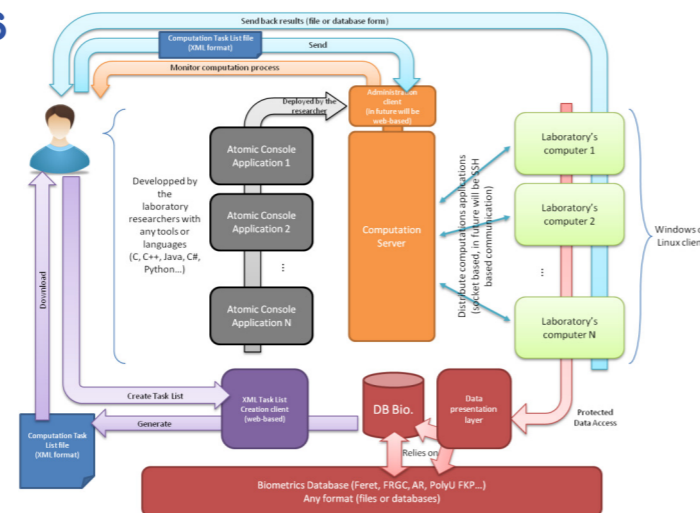 s
Send back results (file or database form)
Computation Task List file
(XML format)
Send
Monitor computation process
Deployed by the
researcher
Administration
client
(in future will be
web-based)
Atomic Console
Application 1
Laboratory's
computer 1
Developped by
the
laboratory
researchers with
any tools or
languages
(C, C++, Java, C#,
Python...)
Atomic Console
Application 2
Computation
Server
Distribute computations applications
(socket based, in future will be SSH
based communication)
Laboratory's
computer 2
Windows o
Linux client
...
...
Download
Atomic Console
Application N
Laboratory's
computer N
Create Task List
XML Task List
Creation client
(web-based)
Generate
DB Bio.
Data
presentation
layer
Protected
Data Access
Computation Task
List file
(XML format)
Relies on
Biometrics Database (Feret, FRGC, AR, PolyU FKP...)
Any format (files or databases)